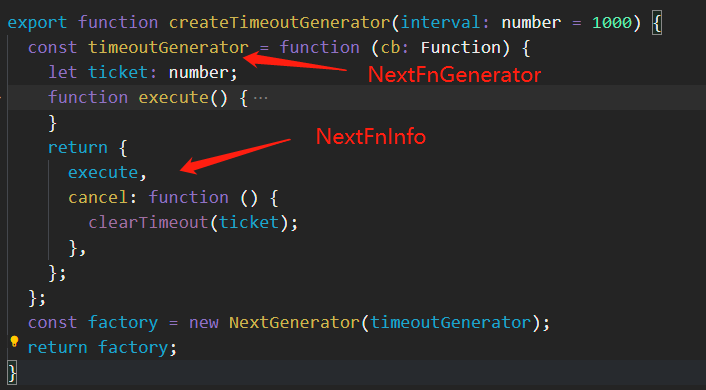 export function createTimeoutGenerator(interval: number = 1000) {
const timeoutGenerator = function (cb: Function) {
let ticket: number;
NextFnGenerator
function execute() { ...
}
NextFnInfo
return {
execute,
cancel: function () {
clearTimeout(ticket);
},
};
};
const factory = new NextGenerator(timeoutGenerator);
return factory;
}